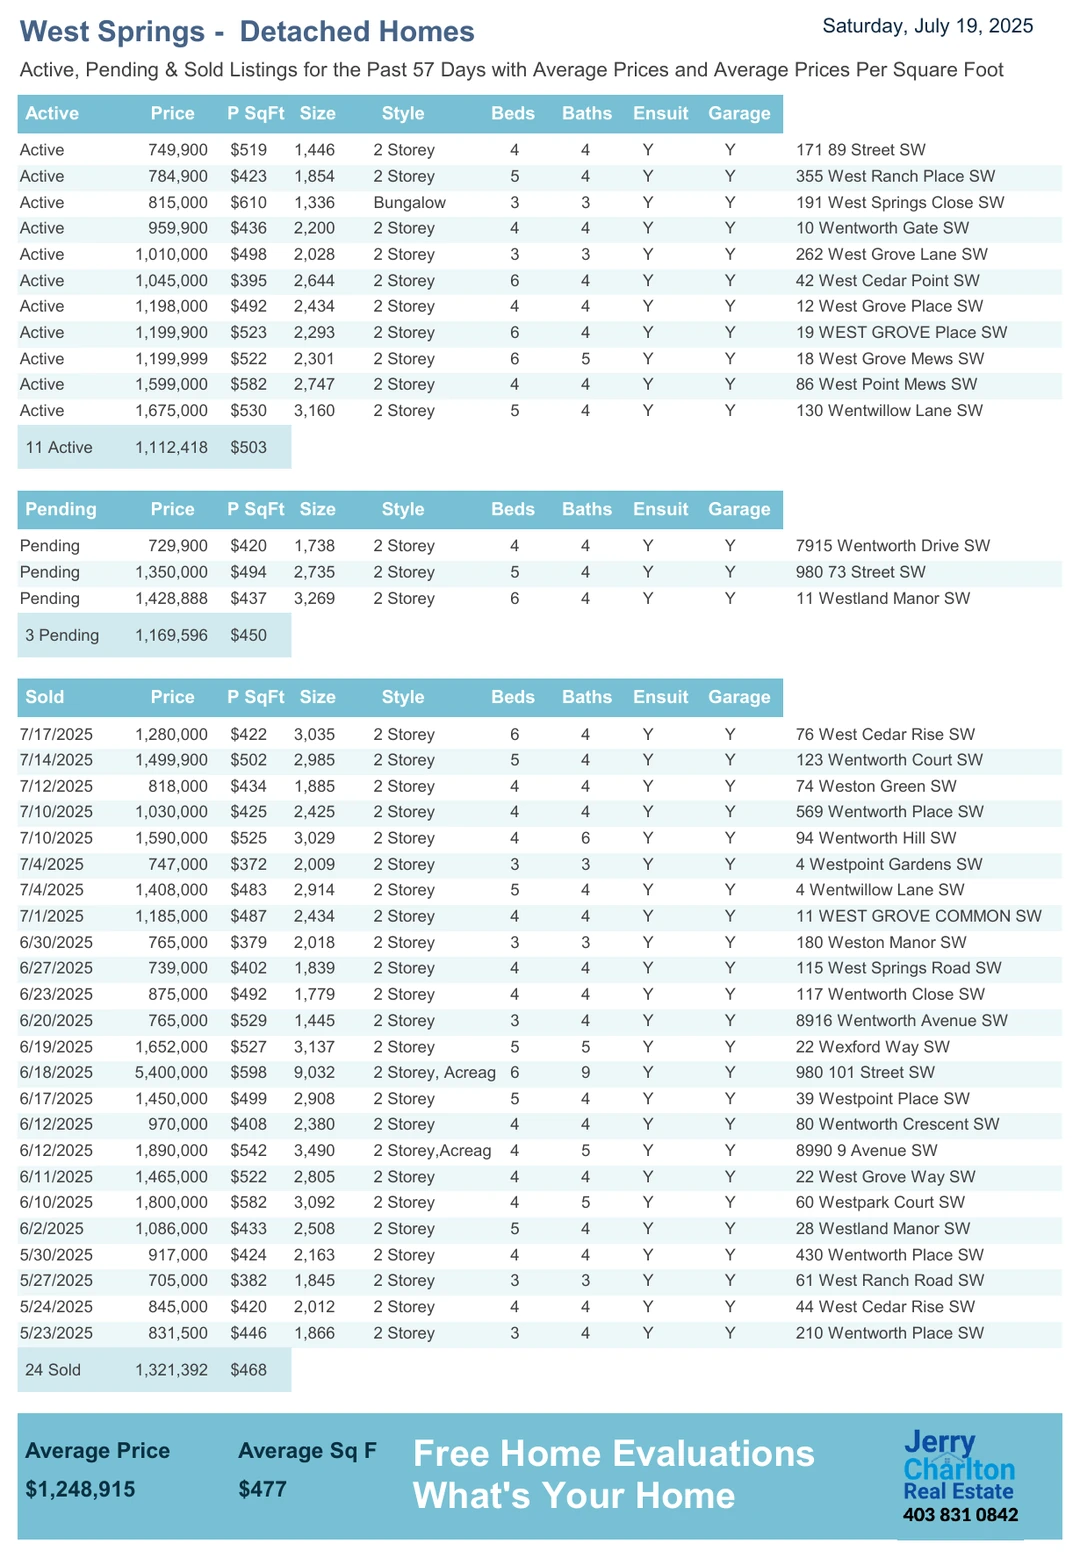 West Springs -  Detached Homes
Saturday, July 19, 2025
Active, Pending & Sold Listings for the Past 57 Days with Average Prices and Average Prices Per Square Foot
Active Price P SqFt Size Style Beds Baths Ensuit Garage
Active 749,900 $519 1,446 2 Storey 4 4 Y Y 171 89 Street SW
Active 784,900 $423 1,854 2 Storey 5 4 Y Y 355 West Ranch Place SW
Active 815,000 $610 1,336 Bungalow 3 3 Y Y 191 West Springs Close SW
Active 959,900 $436 2,200 2 Storey 4 4 Y Y 10 Wentworth Gate SW
Active 1,010,000 $498 2,028 2 Storey 3 3 Y Y 262 West Grove Lane SW
Active 1,045,000 $395 2,644 2 Storey 6 4 Y Y 42 West Cedar Point SW
Active 1,198,000 $492 2,434 2 Storey 4 4 Y Y 12 West Grove Place SW
Active 1,199,900 $523 2,293 2 Storey 6 4 Y Y 19 WEST GROVE Place SW
Active 1,199,999 $522 2,301 2 Storey 6 5 Y Y 18 West Grove Mews SW
Active 1,599,000 $582 2,747 2 Storey 4 4 Y Y 86 West Point Mews SW
Active 1,675,000 $530 3,160 2 Storey 5 4 Y Y 130 Wentwillow Lane SW
11 Active 1,112,418 $503
Pending Price P SqFt Size Style Beds Baths Ensuit Garage
Pending 729,900 $420 1,738 2 Storey 4 4 Y Y 7915 Wentworth Drive SW
Pending 1,350,000 $494 2,735 2 Storey 5 4 Y Y 980 73 Street SW
Pending 1,428,888 $437 3,269 2 Storey 6 4 Y Y 11 Westland Manor SW
3 Pending 1,169,596 $450
Sold Price P SqFt Size Style Beds Baths Ensuit Garage
7/17/2025 1,280,000 $422 3,035 2 Storey 6 4 Y Y 76 West Cedar Rise SW
7/14/2025 1,499,900 $502 2,985 2 Storey 5 4 Y Y 123 Wentworth Court SW
7/12/2025 818,000 $434 1,885 2 Storey 4 4 Y Y 74 Weston Green SW
7/10/2025 1,030,000 $425 2,425 2 Storey 4 4 Y Y 569 Wentworth Place SW
7/10/2025 1,590,000 $525 3,029 2 Storey 4 6 Y Y 94 Wentworth Hill SW
7/4/2025 747,000 $372 2,009 2 Storey 3 3 Y Y 4 Westpoint Gardens SW
7/4/2025 1,408,000 $483 2,914 2 Storey 5 4 Y Y 4 Wentwillow Lane SW
7/1/2025 1,185,000 $487 2,434 2 Storey 4 4 Y Y 11 WEST GROVE COMMON SW
6/30/2025 765,000 $379 2,018 2 Storey 3 3 Y Y 180 Weston Manor SW
6/27/2025 739,000 $402 1,839 2 Storey 4 4 Y Y 115 West Springs Road SW
6/23/2025 875,000 $492 1,779 2 Storey 4 4 Y Y 117 Wentworth Close SW
6/20/2025 765,000 $529 1,445 2 Storey 3 4 Y Y 8916 Wentworth Avenue SW
6/19/2025 1,652,000 $527 3,137 2 Storey 5 5 Y Y 22 Wexford Way SW
6/18/2025 5,400,000 $598 9,032 2 Storey, Acreag 6 9 Y Y 980 101 Street SW
6/17/2025 1,450,000 $499 2,908 2 Storey 5 4 Y Y 39 Westpoint Place SW
6/12/2025 970,000 $408 2,380 2 Storey 4 4 Y Y 80 Wentworth Crescent SW
6/12/2025 1,890,000 $542 3,490 2 Storey,Acreag 4 5 Y Y 8990 9 Avenue SW
6/11/2025 1,465,000 $522 2,805 2 Storey 4 4 Y Y 22 West Grove Way SW
6/10/2025 1,800,000 $582 3,092 2 Storey 4 5 Y Y 60 Westpark Court SW
6/2/2025 1,086,000 $433 2,508 2 Storey 5 4 Y Y 28 Westland Manor SW
5/30/2025 917,000 $424 2,163 2 Storey 4 4 Y Y 430 Wentworth Place SW
5/27/2025 705,000 $382 1,845 2 Storey 3 3 Y Y 61 West Ranch Road SW
5/24/2025 845,000 $420 2,012 2 Storey 4 4 Y Y 44 West Cedar Rise SW
5/23/2025 831,500 $446 1,866 2 Storey 3 4 Y Y 210 Wentworth Place SW
24 Sold 1,321,392 $468
Average Price Average Sq F
$1,248,915 $477
Free Home Evaluations
What's Your Home
Jerry
Charlton
Real Estate
403 831 0842